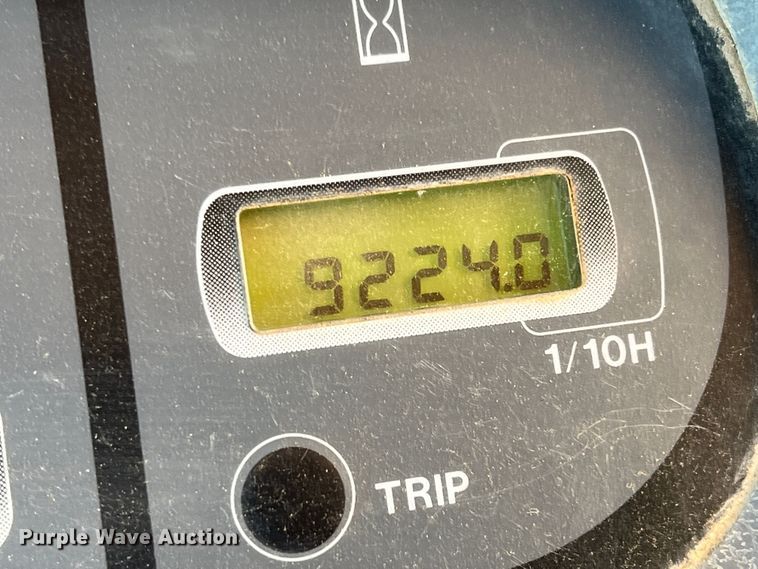 9224.0
1/10H
TRIP
Purple Wave Auction